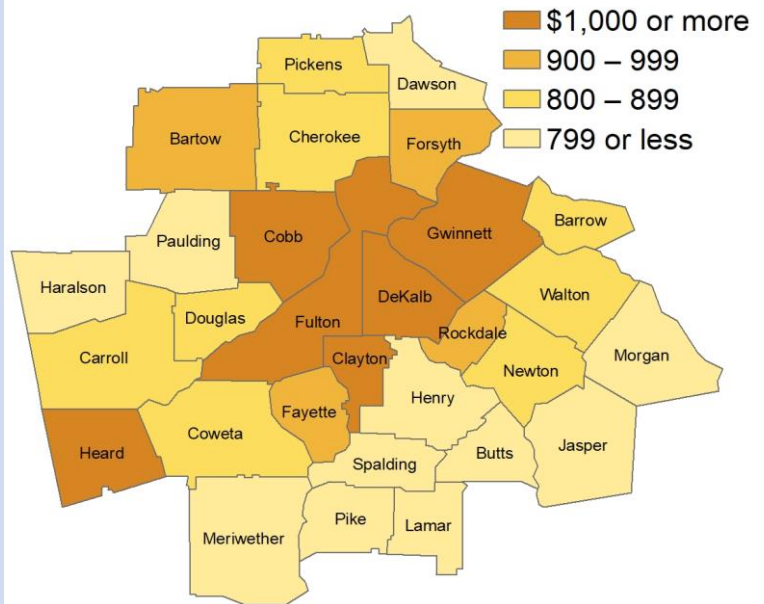 $1,000 or more
900 – 999
800 – 899
799 or less
Pickens
Dawson
Bartow
Cherokee
Forsyth
Paulding
Cobb
Gwinnett
Barrow
Haralson
Douglas
Fulton
DeKalb
Walton
Carroll
Clayton
Rockdale
Newton
Morgan
Heard
Coweta
Fayette
Henry
Spalding
Butts
Jasper
Meriwether
Pike
Lamar